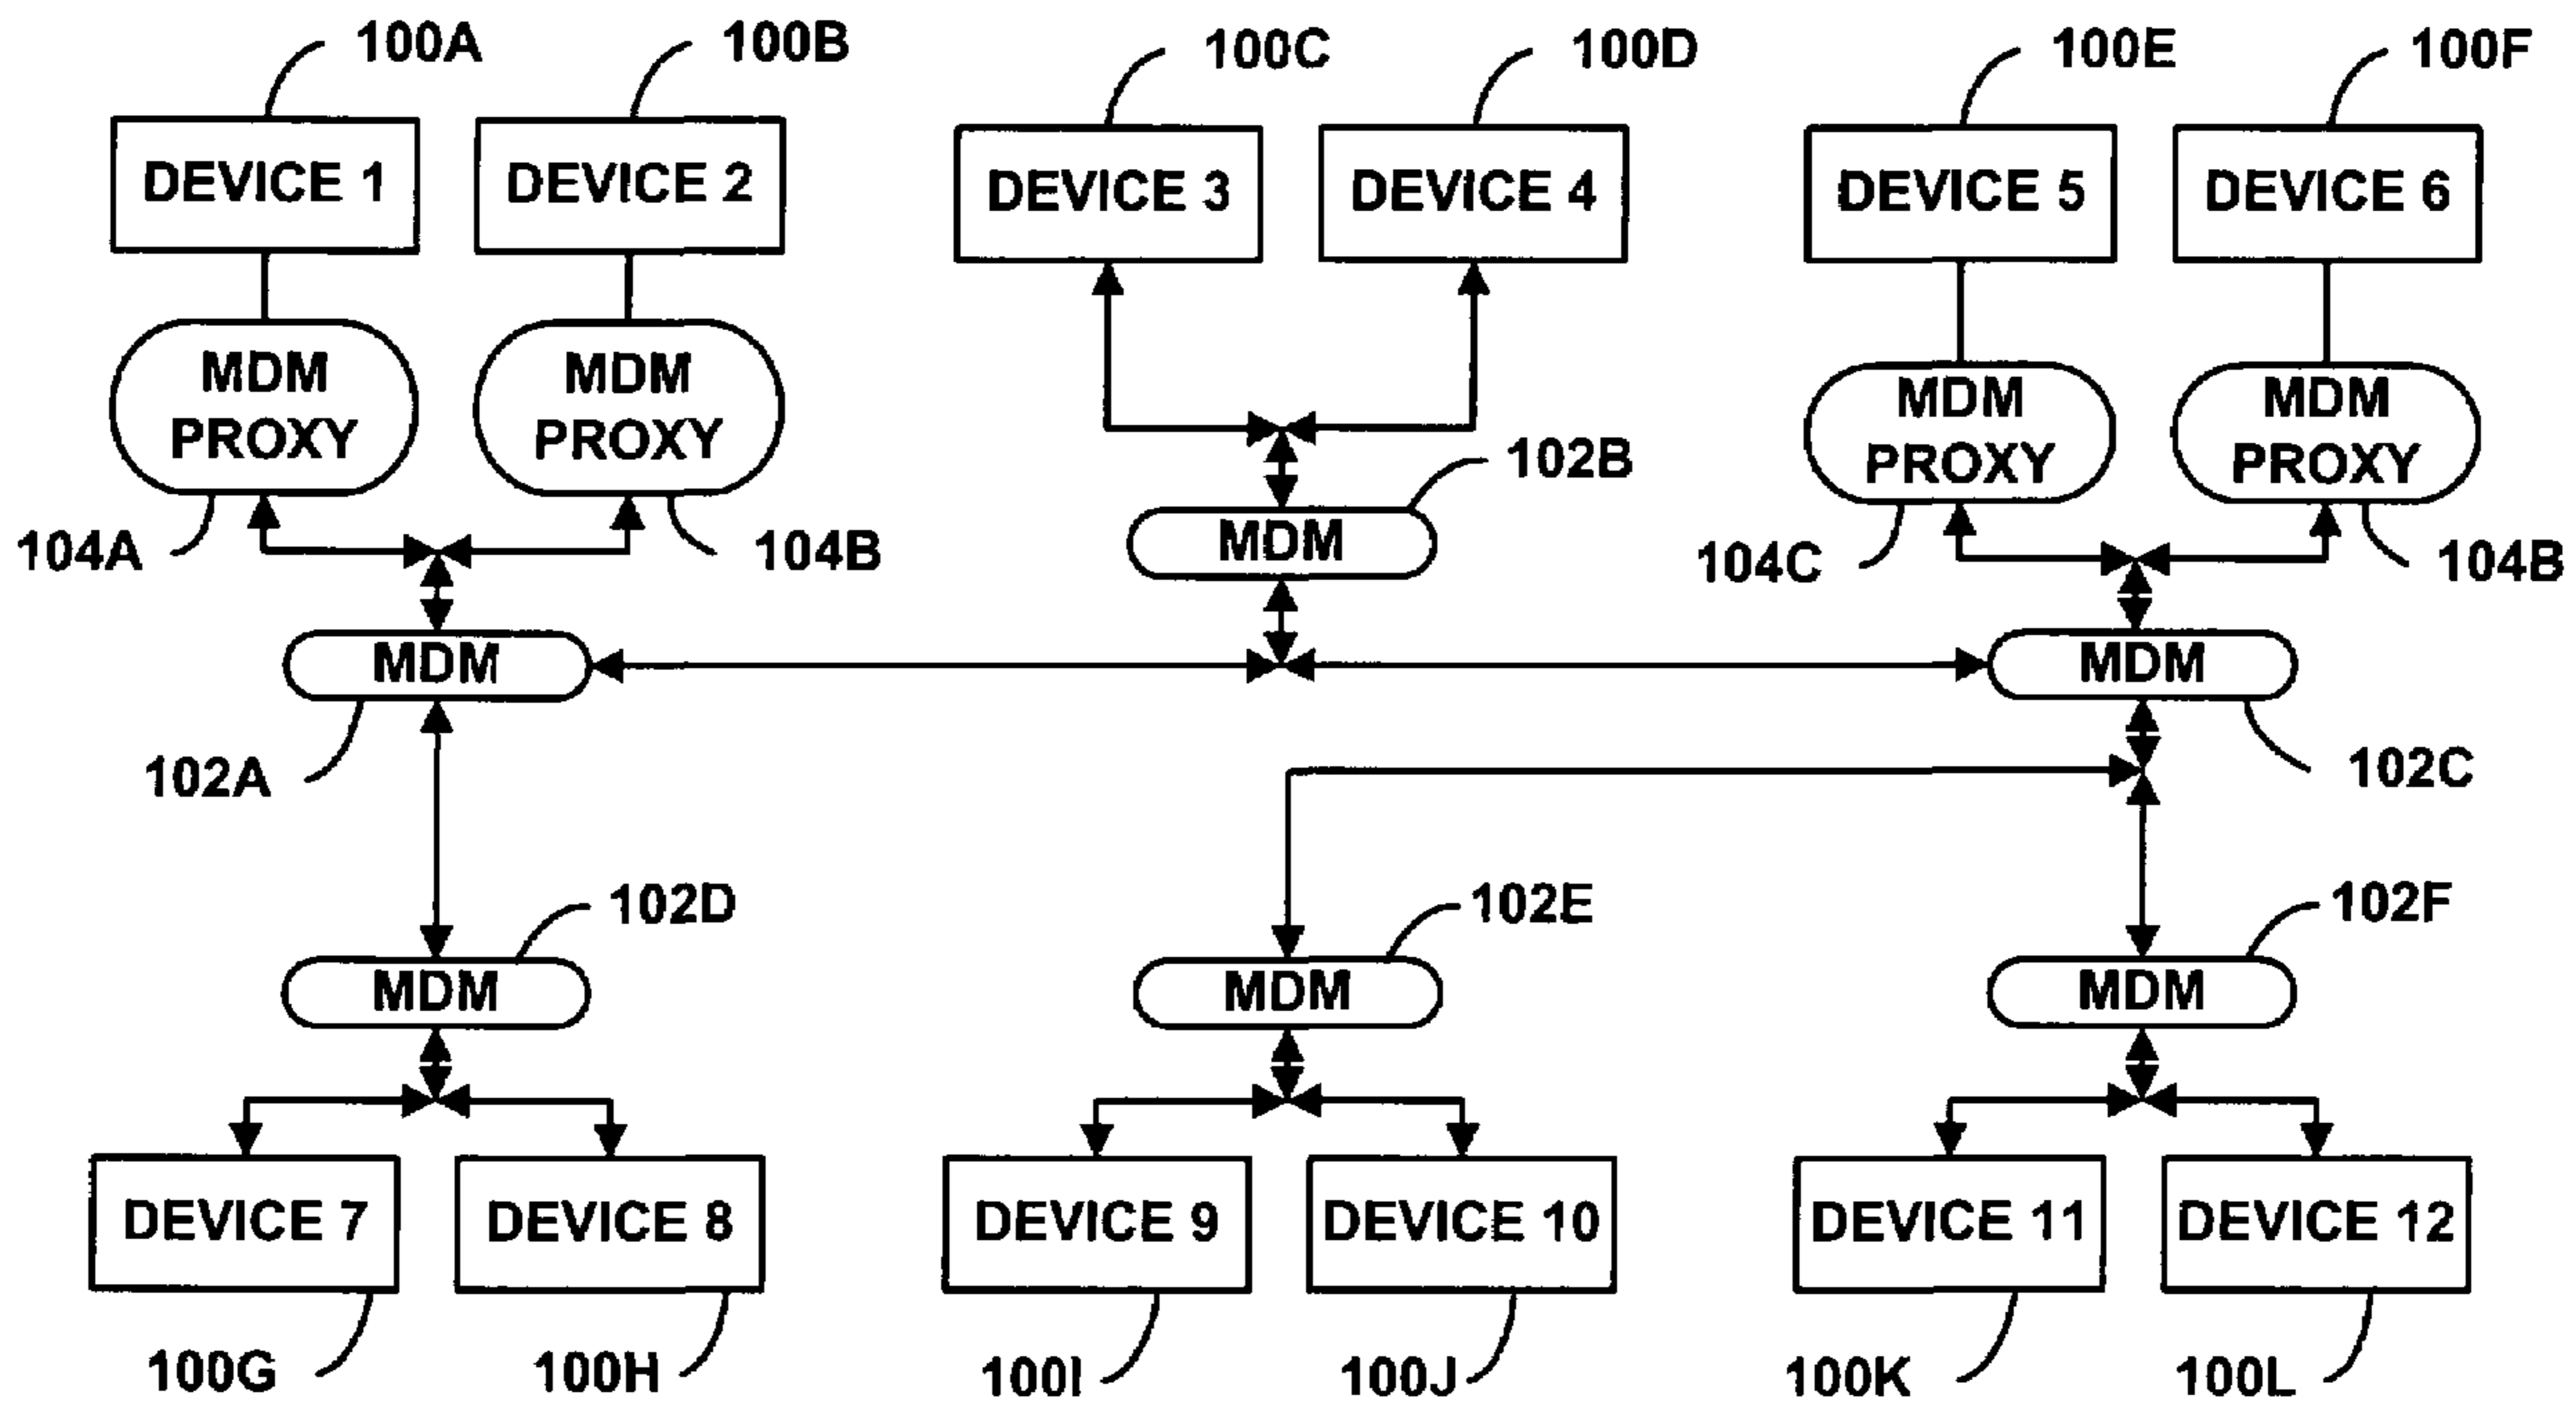 100A
100B
100C
100D
100E
100F
DEVICE 1
DEVICE 2
DEVICE 3
DEVICE 4
DEVICE 5
DEVICE 6
MDM
PROXY
MDM
PROXY
MDM
PROXY
MDM
PROXY
102B
104A
104B
MDM
104C
104B
MDM
MDM
102A
102C
102D
102E
102F
MDM
MDM
MDM
DEVICE 7
DEVICE 8
DEVICE 9
DEVICE 10
DEVICE 11
DEVICE 12
100G
100H
100I
100J
100K
100L